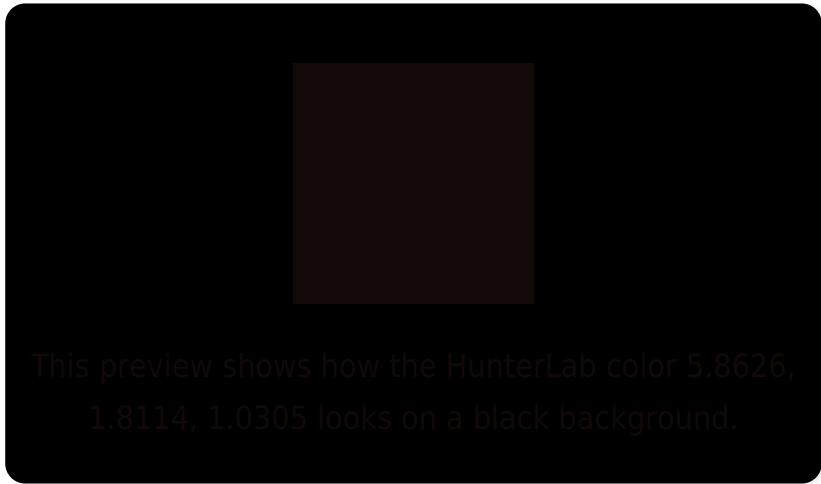 This preview shows how the HunterLab color 5.8626,
1.8114, 1.0305 looks on a black background.